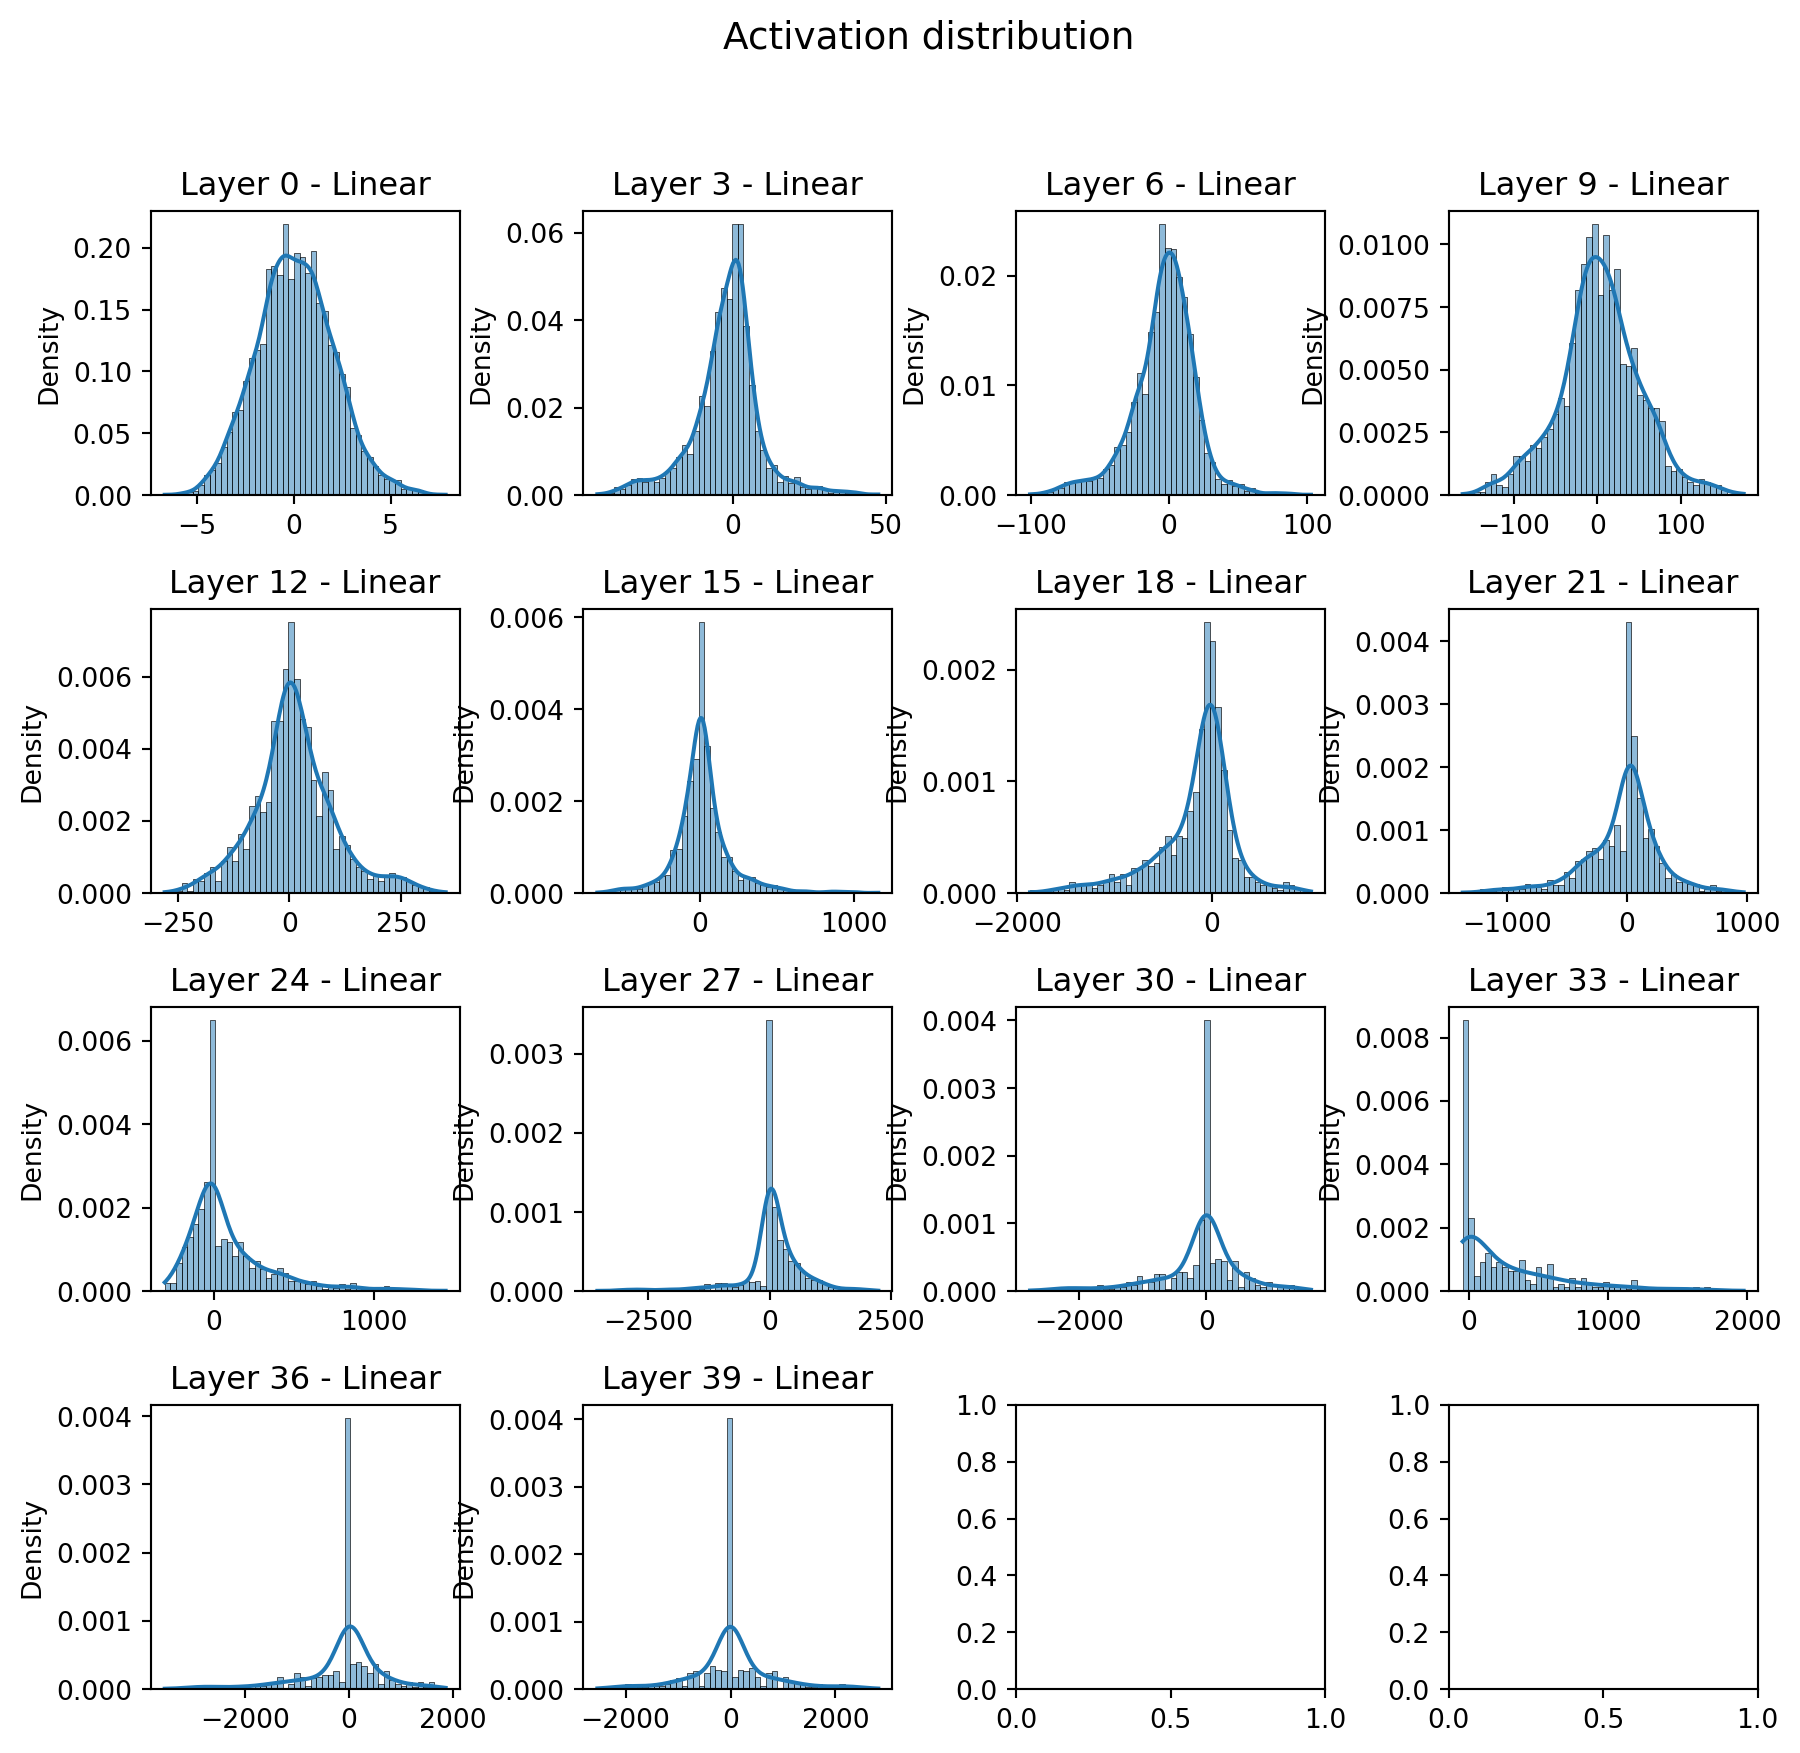 Activation distribution
Layer 0 - Linear
Layer 3 - Linear
Layer 6 - Linear
Layer 9 - Linear
Density
0.20
0.15
0.10
0.05
0.00
−5 0 5
Density
0.06
0.04
0.02
0.00
0 50
Density
0.02
0.01
0.00
−100 0 100
Density
0.0100
0.0075
0.0050
0.0025
0.0000
−100 0 100
Layer 12 - Linear
Layer 15 - Linear
Layer 18 - Linear
Layer 21 - Linear
Density
0.006
0.004
0.002
0.000
−250 0 250
Density
0.006
0.004
0.002
0.000
0 1000
Density
0.002
0.001
0.000
−2000 0
Density
0.004
0.003
0.002
0.001
0.000
−1000 0 1000
Layer 24 - Linear
Layer 27 - Linear
Layer 30 - Linear
Layer 33 - Linear
Density
0.006
0.004
0.002
0.000
0 1000
Density
0.003
0.002
0.001
0.000
−2500 0 2500
Density
0.004
0.003
0.002
0.001
0.000
−2000 0
Density
0.008
0.006
0.004
0.002
0.000
0 1000 2000
Layer 36 - Linear
Layer 39 - Linear
Density
0.004
0.003
0.002
0.001
0.000
−2000 0 2000
Density
0.004
0.003
0.002
0.001
0.000
−2000 0 2000
1.0
0.8
0.6
0.4
0.2
0.0
0.0 0.5 1.0
1.0
0.8
0.6
0.4
0.2
0.0
0.0 0.5 1.0